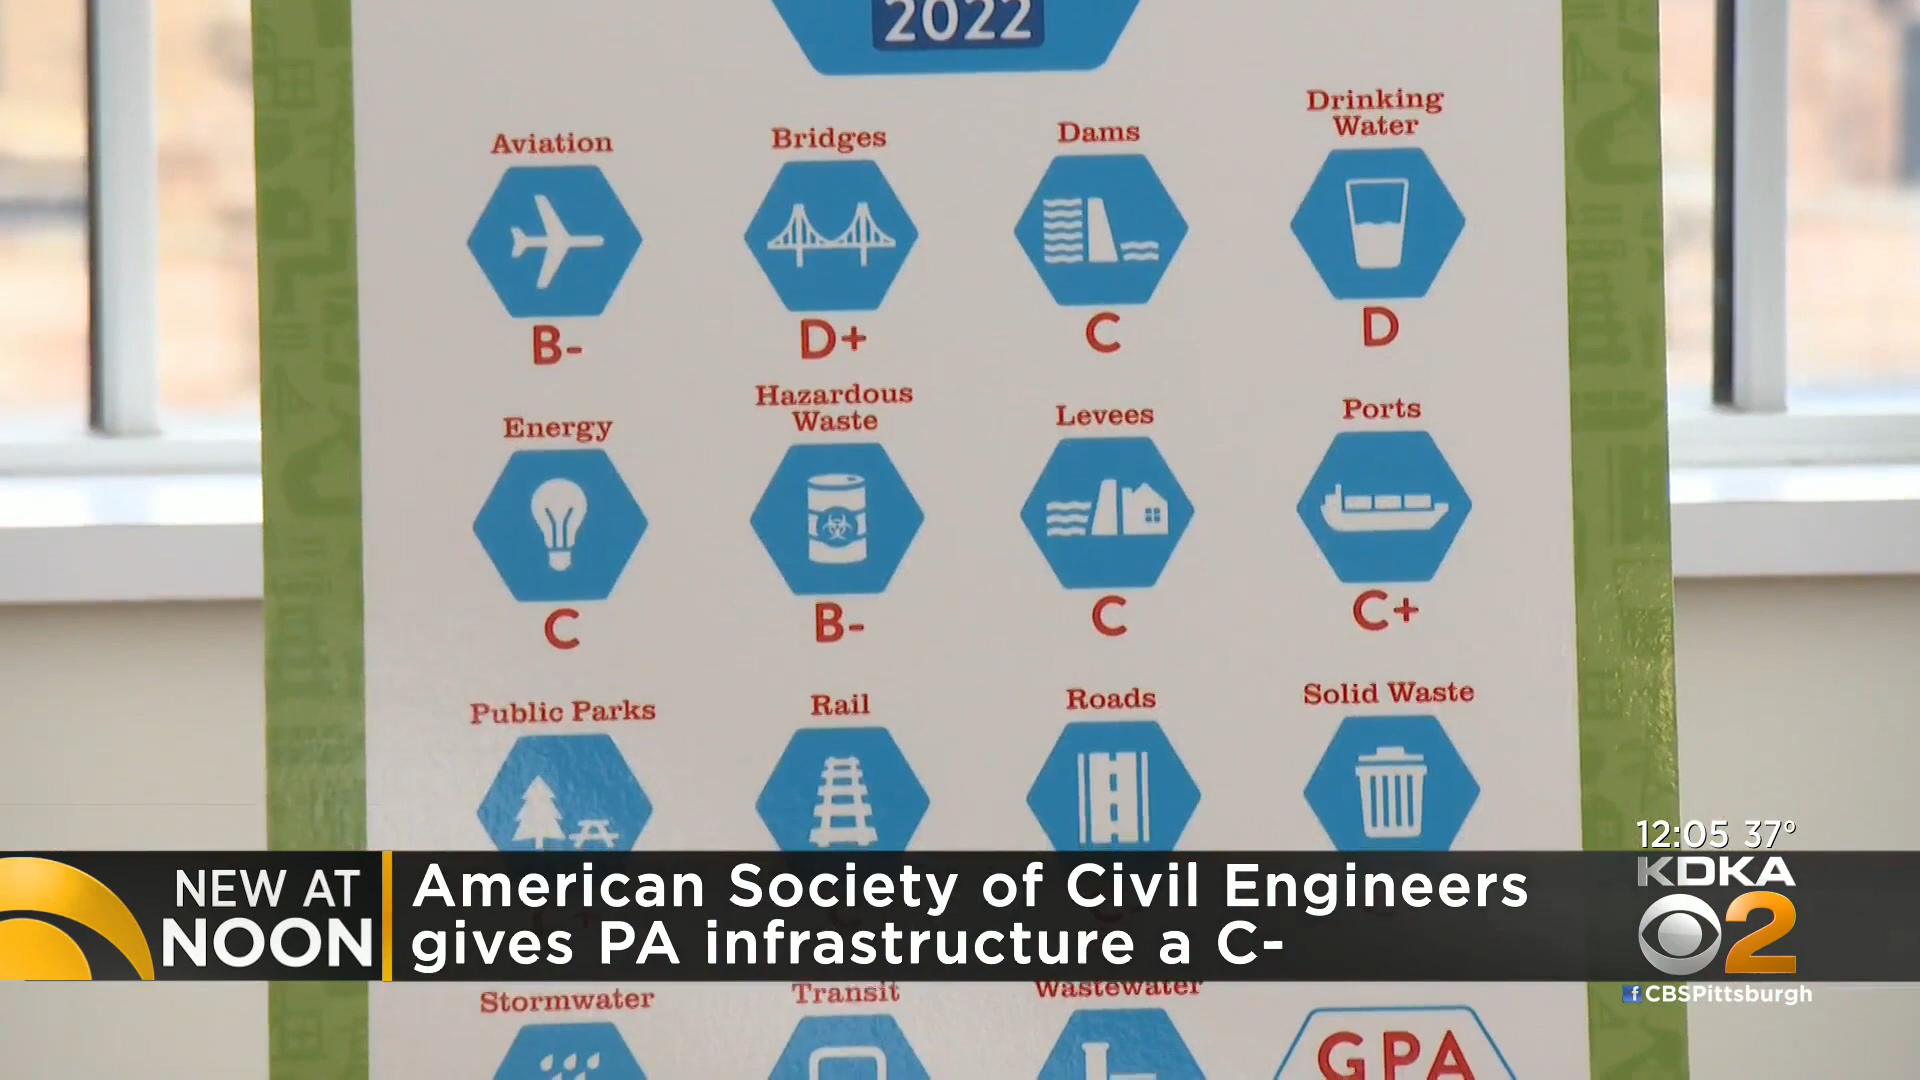 2022
Aviation
Bridges
Dams
Drinking
Water
B-
D+
C
D
Energy
Hazardous
Waste
Levees
Ports
C
B-
C
C+
Public Parks
Rail
Roads
Solid Waste
12:05 37°
KDKA
2
NEW AT
NOON
American Society of Civil Engineers
gives PA infrastructure a C-
f CBSPittsburgh
Stormwater
Transit
Wastewater
GPA